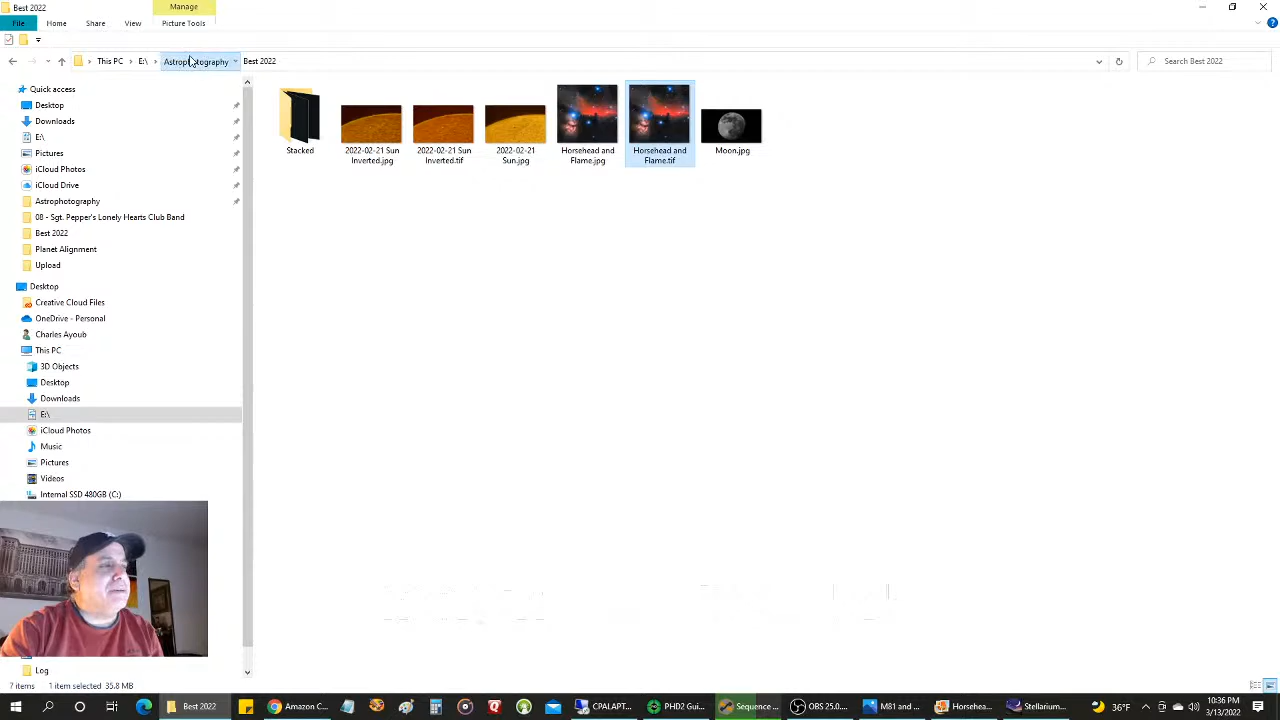 Best 2022
Manage
File
Home
Share
View
Picture Tools
This PC
E:\
Astrophotography
Best 2022
Search Best 2022
Quick access
Desktop
Downloads
E:\
Pictures
iCloud Photos
iCloud Drive
Astrophotography
08 - Sgt. Pepper's Lonely Hearts Club Band
Best 2022
Planet Alignment
Upload
Desktop
Creative Cloud Files
OneDrive - Personal
Charles Ayoub
This PC
3D Objects
Desktop
Downloads
E:\
iCloud Photos
Music
Pictures
Videos
Internal SSD 480GB (C:)
Log
Stacked
2022-02-21 Sun
Inverted.jpg
2022-02-21 Sun
Inverted.tif
2022-02-21
Sun.jpg
Horsehead and
Flame.jpg
Horsehead and
Flame.tif
Moon.jpg
7 items
1 item selected 35.8 MB
Best 2022
Amazon C...
CPALAPT...
PHD2 Gui...
Sequence ...
OBS 25.0...
M81 and ...
Horsehea...
Stellarium...
36°F
10:36 PM
3/13/2022